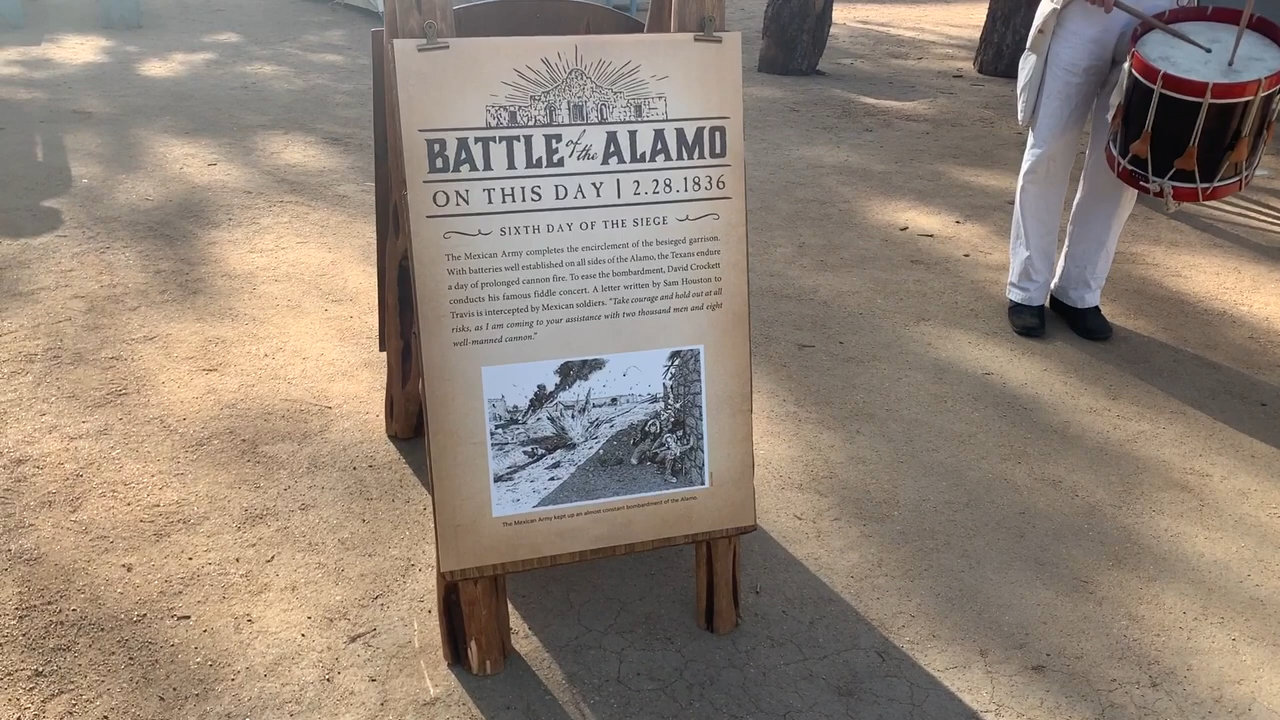 BATTLE of the ALAMO
ON THIS DAY | 2.28.1836
SIXTH DAY OF THE SIEGE
The Mexican Army completes the encirclement of the besieged garrison.
With batteries well established on all sides of the Alamo, the Texans endure
a day of prolonged cannon fire. To ease the bombardment, David Crockett
conducts his famous fiddle concert. A letter written by Sam Houston to
Travis is intercepted by Mexican soldiers. "Take courage and hold out at all
risks, as I am coming to your assistance with two thousand men and eight
well-manned cannon."
The Mexican Army kept up an almost constant bombardment of the Alamo.